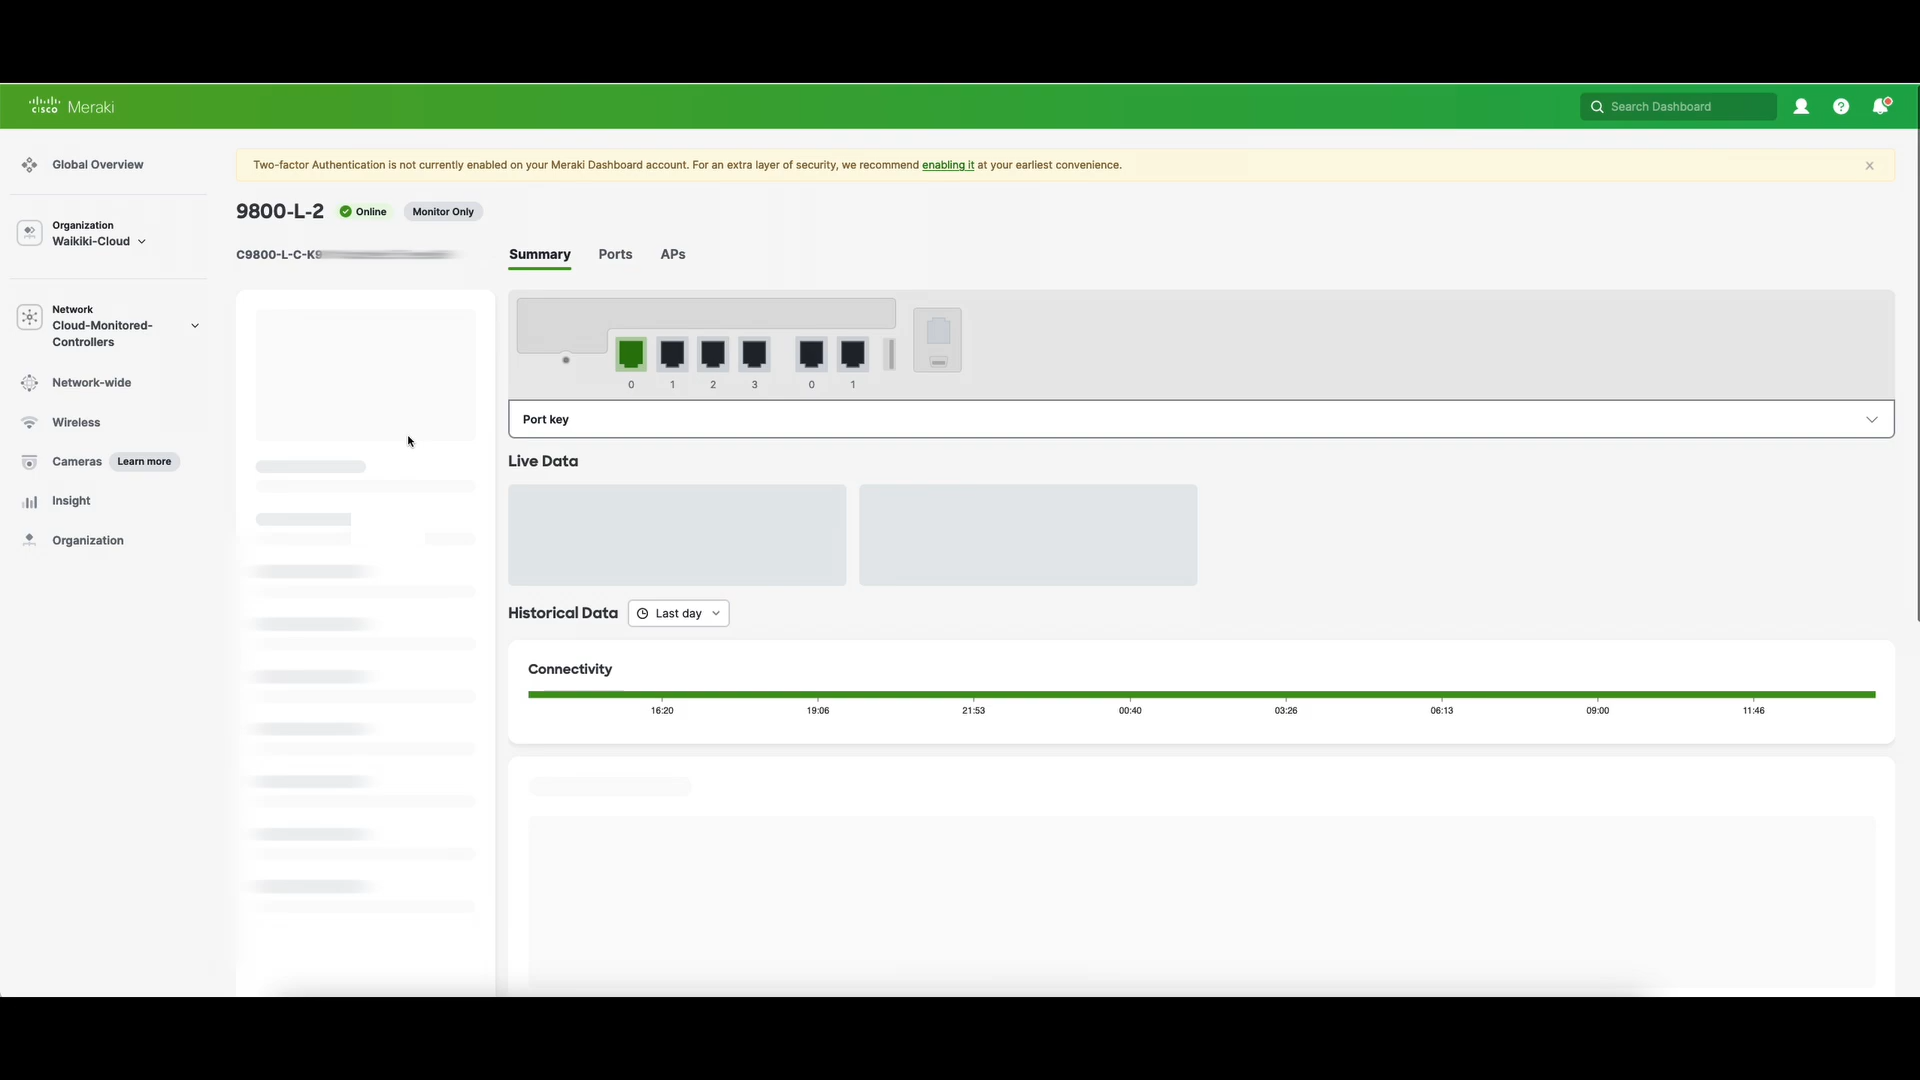 cisco Meraki
Search Dashboard
Global Overview
Two-factor Authentication is not currently enabled on your Meraki Dashboard account. For an extra layer of security, we recommend enabling it at your earliest convenience.
9800-L-2 Online Monitor Only
Organization
Waikiki-Cloud
C9800-L-C-K9
Summary Ports APs
Network
Cloud-Monitored-
Controllers
Network-wide
Wireless
Cameras Learn more
Insight
Organization
0 1 2 3 0 1
Port key
Live Data
Historical Data Last day
Connectivity
16:20 19:06 21:53 00:40 03:26 06:13 09:00 11:46